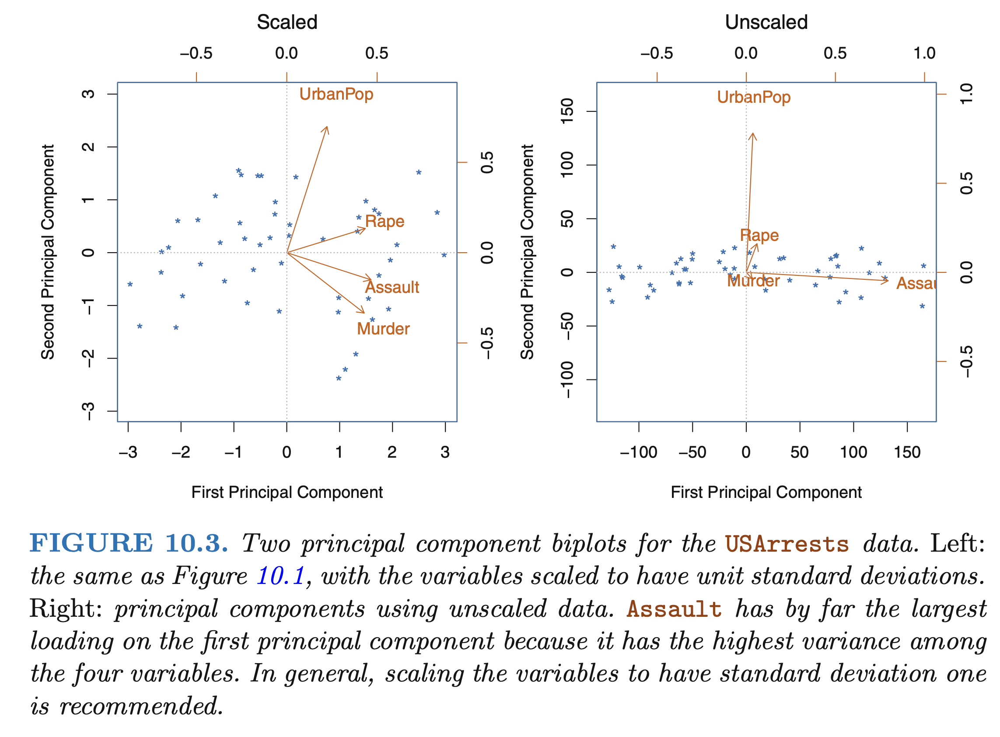 Scaled
−0.5 0.0 0.5
UrbanPop
Rape
Assault
Murder
3
2
1
0
−1
−2
−3
Second Principal Component
0.5
0.0
−0.5
−3 −2 −1 0 1 2 3
First Principal Component
Unscaled
−0.5 0.0 0.5 1.0
UrbanPop
Rape
Murder
Assau
150
100
50
0
−50
−100
Second Principal Component
1.0
0.5
0.0
−0.5
−100 −50 0 50 100 150
First Principal Component
FIGURE 10.3. Two principal component biplots for the USArrests data. Left:
the same as Figure 10.1, with the variables scaled to have unit standard deviations.
Right: principal components using unscaled data. Assault has by far the largest
loading on the first principal component because it has the highest variance among
the four variables. In general, scaling the variables to have standard deviation one
is recommended.